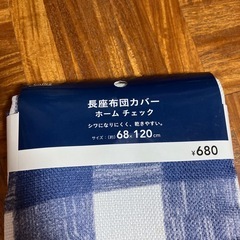 長座布団カバー
ホーム チェック
シワになりにくく、乾きやすい。
サイズ：(約) 68×120cm
¥680